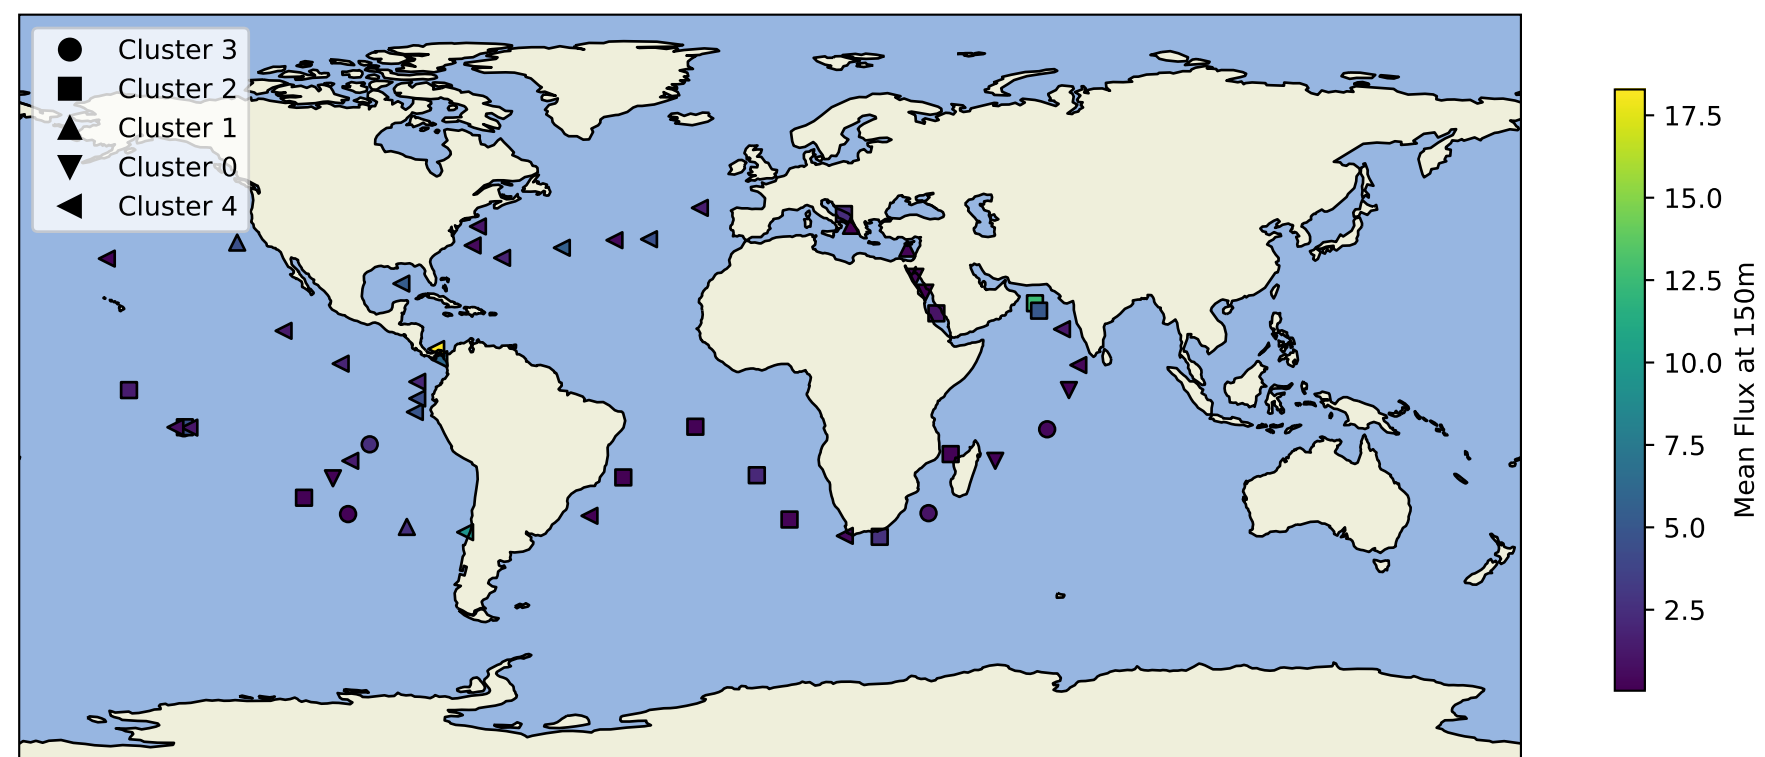 Cluster 3
Cluster 2
Cluster 1
Cluster 0
Cluster 4
17.5
15.0
12.5
10.0
7.5
5.0
2.5
Mean Flux at 150m